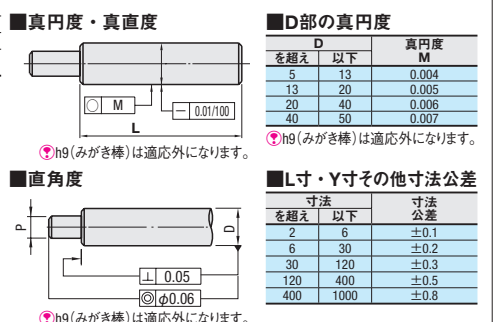 ■真円度・真直度
○ M
― 0.01/100
L
h9(みがき棒)は適応外になります。
■D部の真円度
D 真円度
を超え 以下 M
5 13 0.004
13 20 0.005
20 40 0.006
40 50 0.007
h9(みがき棒)は適応外になります。
■直角度
P
D
⊥ 0.05
◎ φ0.06
h9(みがき棒)は適応外になります。
■L寸・Y寸その他寸法公差
寸法 寸法
を超え 以下 公差
2 6 ±0.1
6 30 ±0.2
30 120 ±0.3
120 400 ±0.5
400 1000 ±0.8